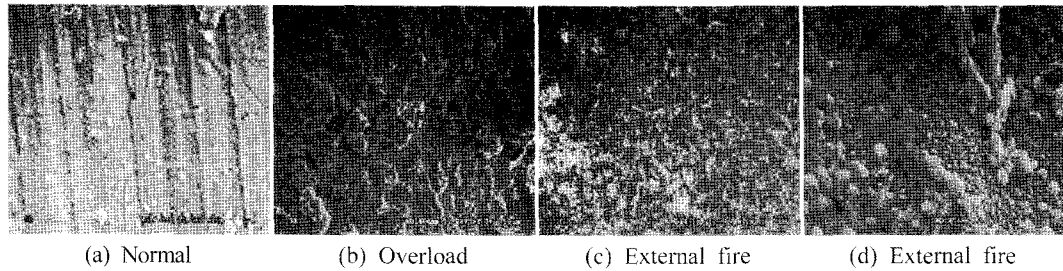 (a) Normal
(b) Overload
(c) External fire
(d) External fire